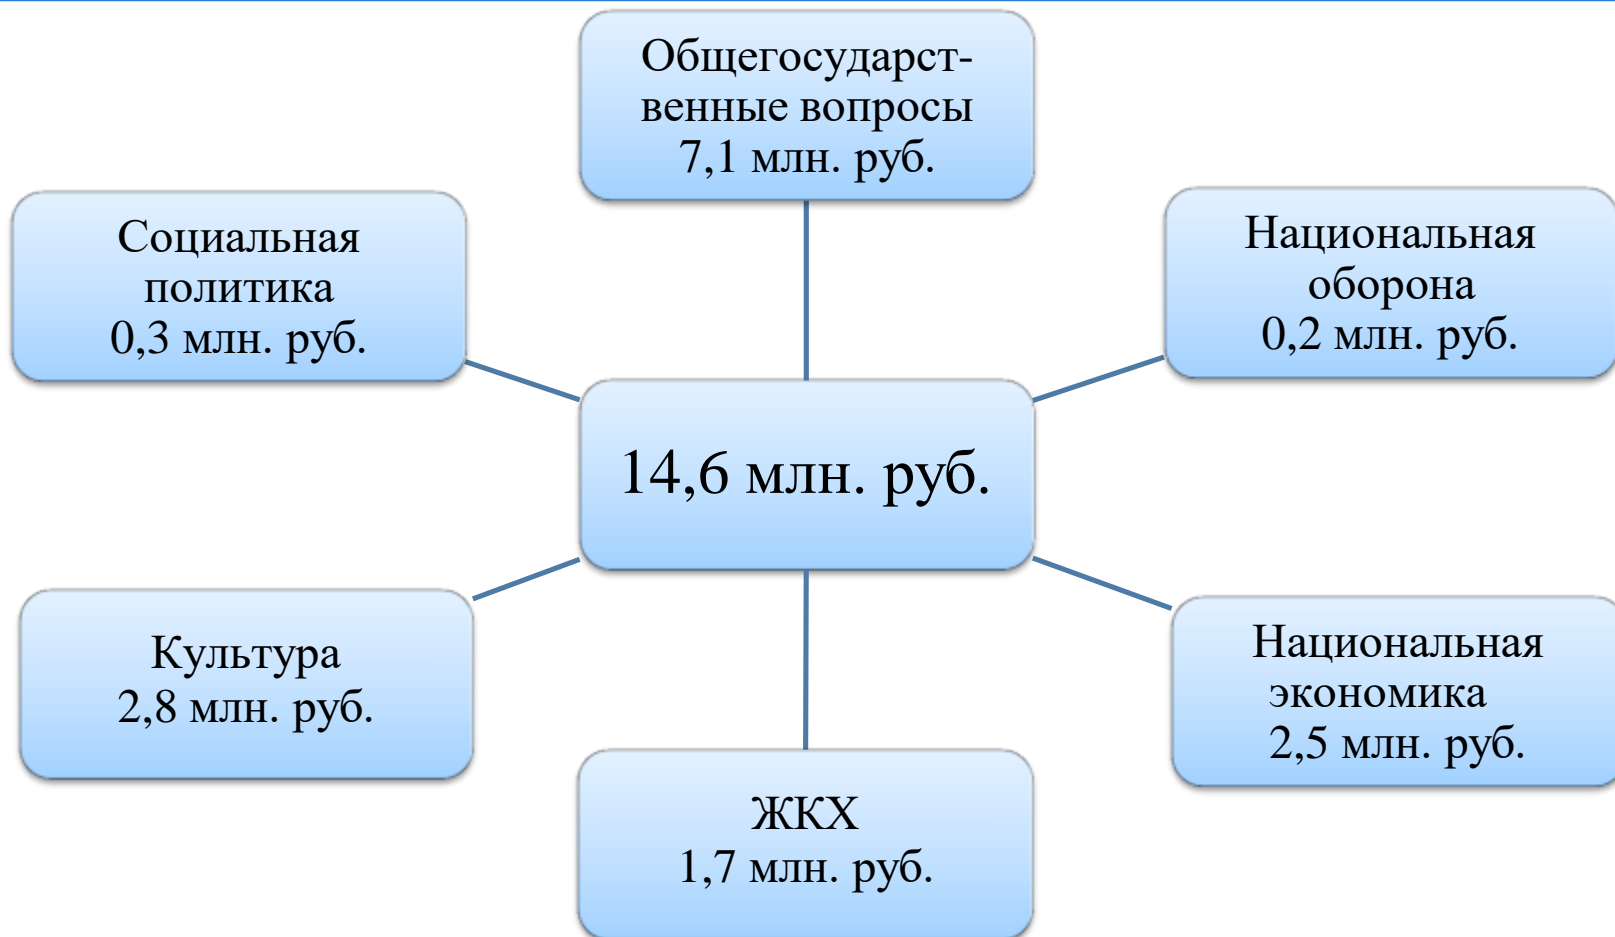 Общегосударст-
венные вопросы
7,1 млн. руб.
Социальная
политика
0,3 млн. руб.
Национальная
оборона
0,2 млн. руб.
14,6 млн. руб.
Культура
2,8 млн. руб.
Национальная
экономика
2,5 млн. руб.
ЖКХ
1,7 млн. руб.